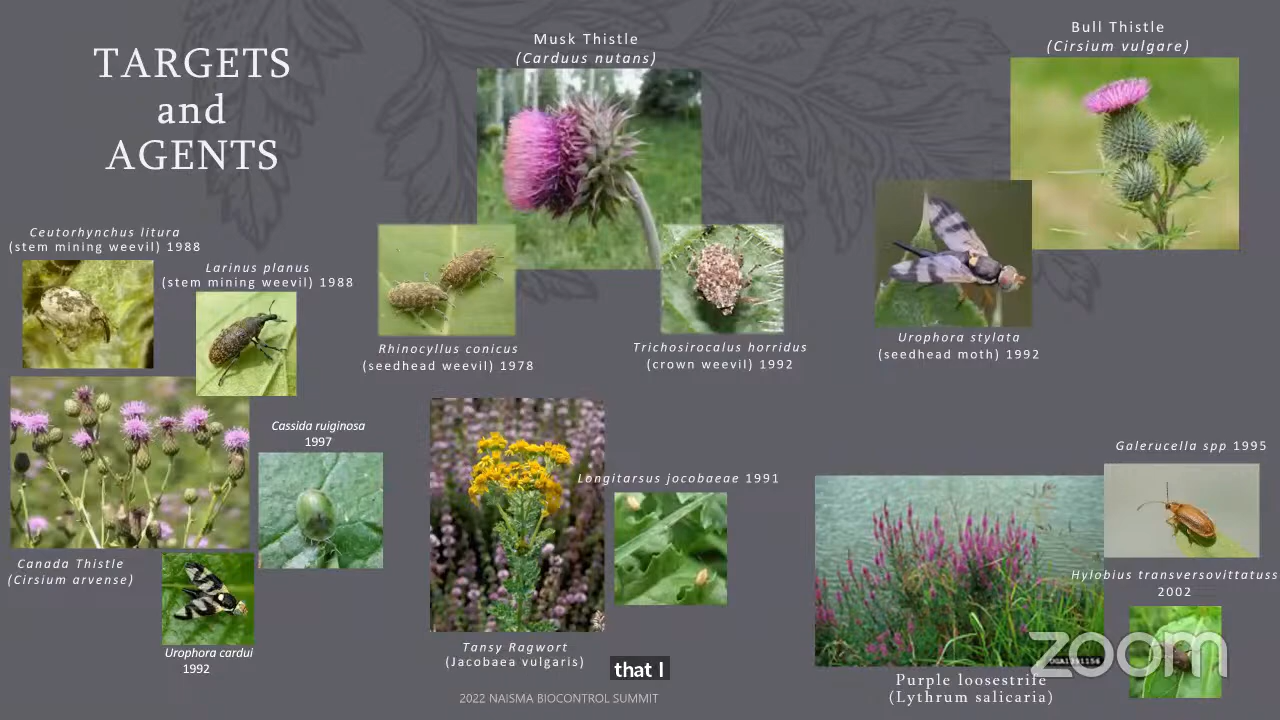 TARGETS
and
AGENTS
Musk Thistle
(Carduus nutans)
Bull Thistle
(Cirsium vulgare)
Ceutorhynchus litura
(stem mining weevil) 1988
Larinus planus
(stem mining weevil) 1988
Rhinocyllus conicus
(seedhead weevil) 1978
Trichosirocalus horridus
(crown weevil) 1992
Urophora stylata
(seedhead moth) 1992
Cassida ruiginosa
1997
Longitarsus jocobaeae 1991
Galerucella spp 1995
Canada Thistle
(Cirsium arvense)
Hylobius transversovittatuss
2002
Urophora cardui
1992
Tansy Ragwort
(Jacobaea vulgaris)
that I
UGA1391156
zoom
Purple loosestrife
(Lythrum salicaria)
2022 NAISMA BIOCONTROL SUMMIT